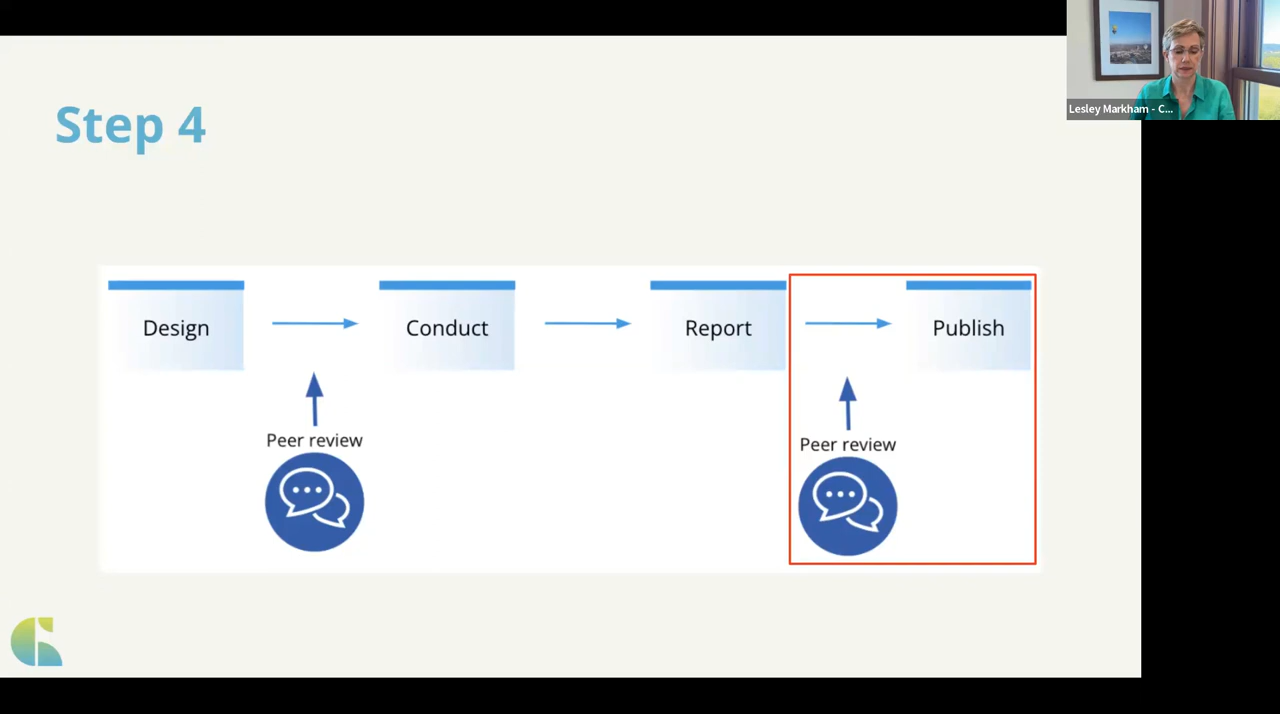 Lesley Markham - C...
Step 4
Design
Conduct
Report
Publish
Peer review
Peer review